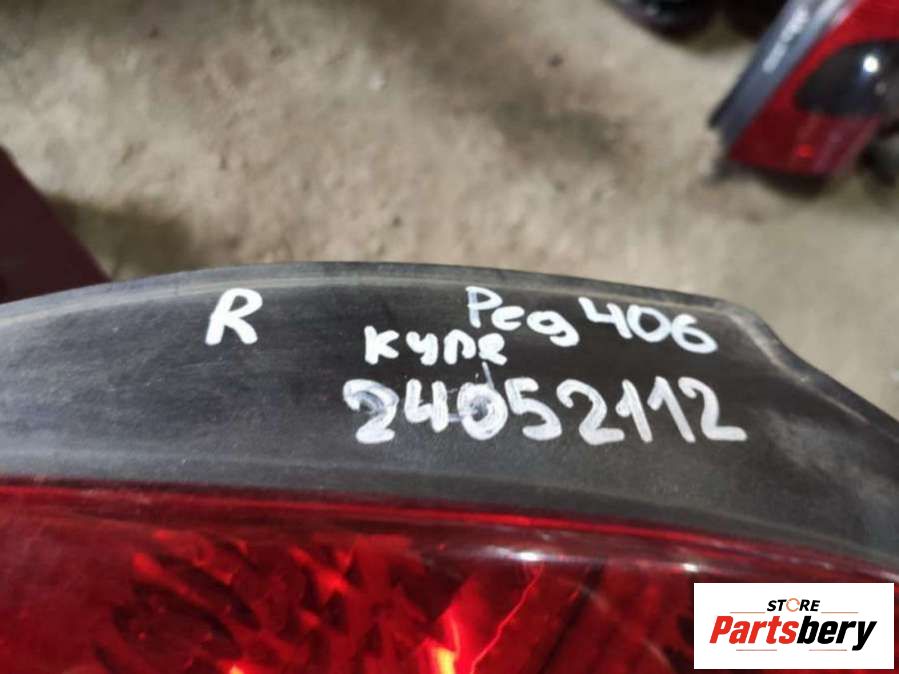 R Peg 406
купе
24052112
STORE
Partsbery